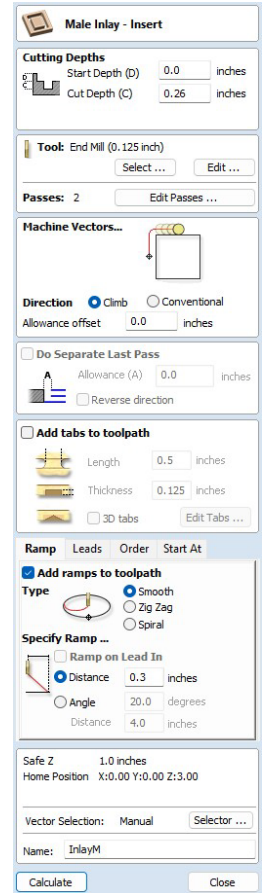 Male Inlay - Insert
Cutting Depths
Start Depth (D) 0.0 inches
D
C
Cut Depth (C) 0.26 inches
Tool: End Mill (0.125 inch)
Select ... Edit ...
Passes: 2 Edit Passes ...
Machine Vectors...
Direction Climb Conventional
Allowance offset 0.0 inches
Do Separate Last Pass
A Allowance (A) 0.0 inches
Reverse direction
Add tabs to toolpath
Length 0.5 inches
Thickness 0.125 inches
3D tabs Edit Tabs ...
Ramp Leads Order Start At
Add ramps to toolpath
Type Smooth
Zig Zag
Spiral
Specify Ramp ...
Ramp on Lead In
Distance 0.3 inches
Angle 20.0 degrees
Distance 4.0 inches
Safe Z 1.0 inches
Home Position X:0.00 Y:0.00 Z:3.00
Vector Selection: Manual Selector ...
Name: InlayM
Calculate Close